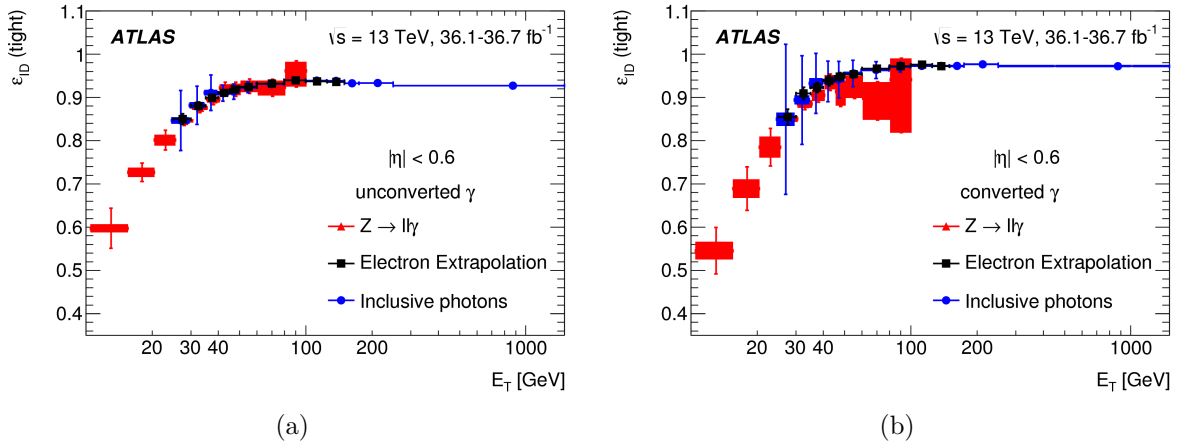 ε_ID (tight)
ATLAS
√s = 13 TeV, 36.1-36.7 fb⁻¹
1.1
1
0.9
0.8
0.7
0.6
0.5
0.4
|η| < 0.6
unconverted γ
Z → llγ
Electron Extrapolation
Inclusive photons
20 30 40 100 200 1000
E_T [GeV]
(a)
ε_ID (tight)
ATLAS
√s = 13 TeV, 36.1-36.7 fb⁻¹
1.1
1
0.9
0.8
0.7
0.6
0.5
0.4
|η| < 0.6
converted γ
Z → llγ
Electron Extrapolation
Inclusive photons
20 30 40 100 200 1000
E_T [GeV]
(b)